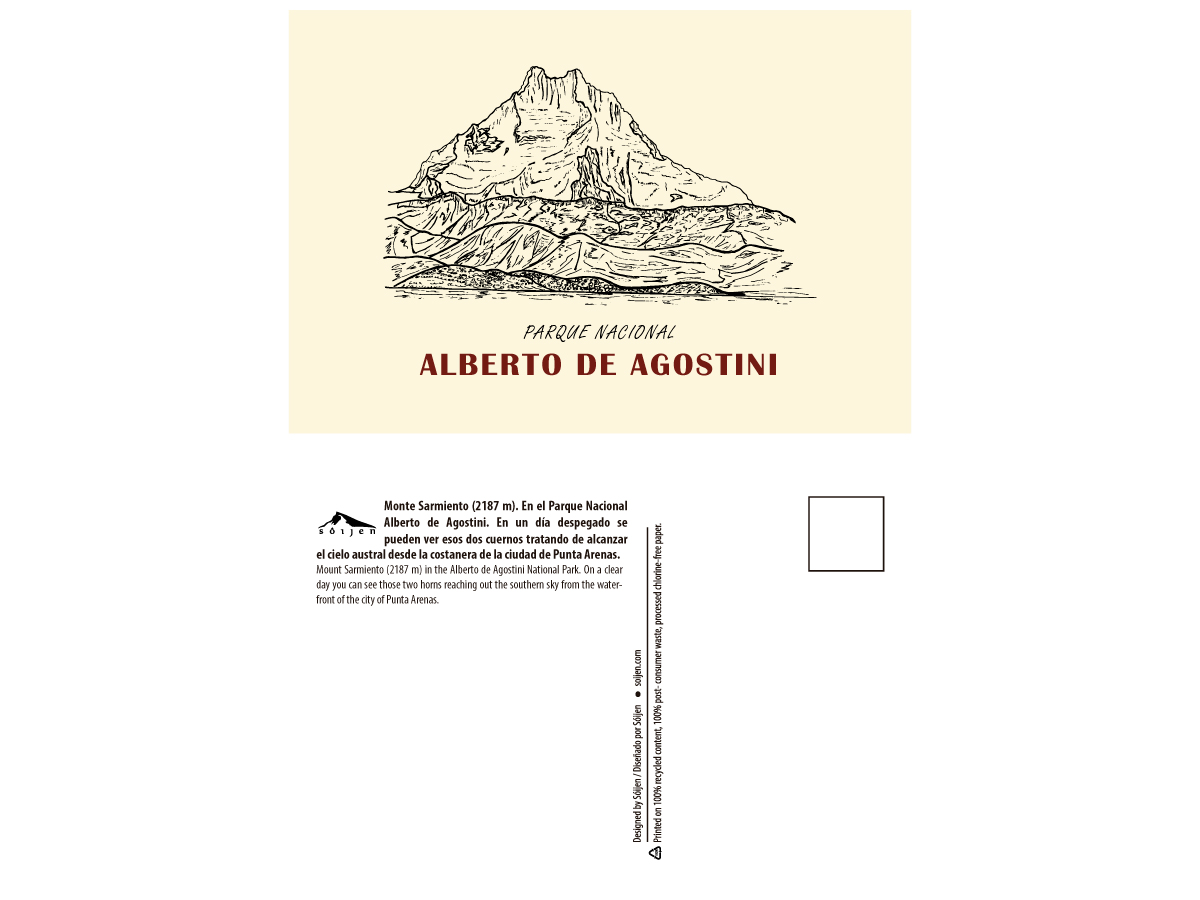 PARQUE NACIONAL
ALBERTO DE AGOSTINI
sóijen
Monte Sarmiento (2187 m). En el Parque Nacional
Alberto de Agostini. En un día despegado se
pueden ver esos dos cuernos tratando de alcanzar
el cielo austral desde la costanera de la ciudad de Punta Arenas.
Mount Sarmiento (2187 m) in the Alberto de Agostini National Park. On a clear
day you can see those two horns reaching out the southern sky from the water-
front of the city of Punta Arenas.
Designed by Sóijen / Diseñado por Sóijen ● soijen.com
Printed on 100% recycled content, 100% post- consumer waste, processed chlorine-free paper.